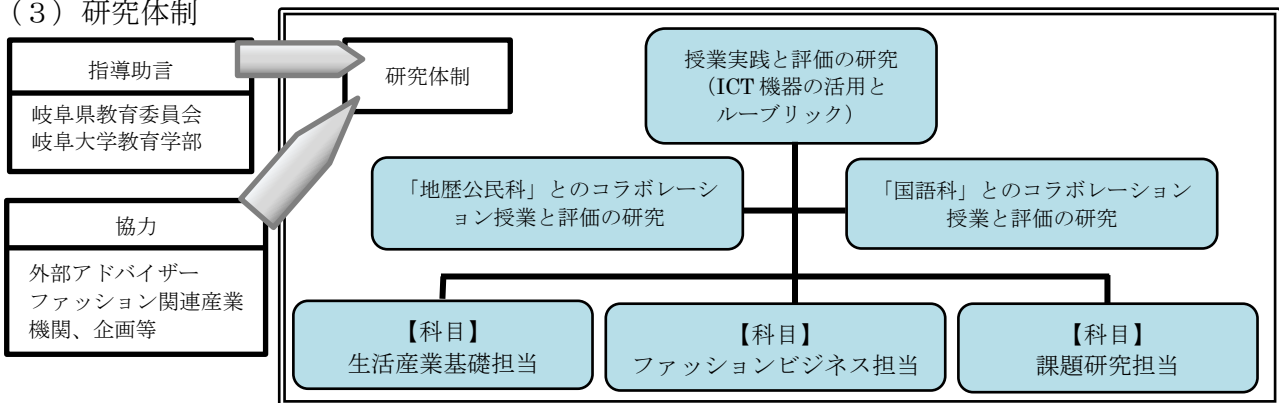 （３）研究体制
指導助言
岐阜県教育委員会
岐阜大学教育学部
協力
外部アドバイザー
ファッション関連産業
機関、企画等
研究体制
授業実践と評価の研究
（ICT 機器の活用と
ルーブリック）
「地歴公民科」とのコラボレーシ
ョン授業と評価の研究
「国語科」とのコラボレーション
授業と評価の研究
【科目】
生活産業基礎担当
【科目】
ファッションビジネス担当
【科目】
課題研究担当